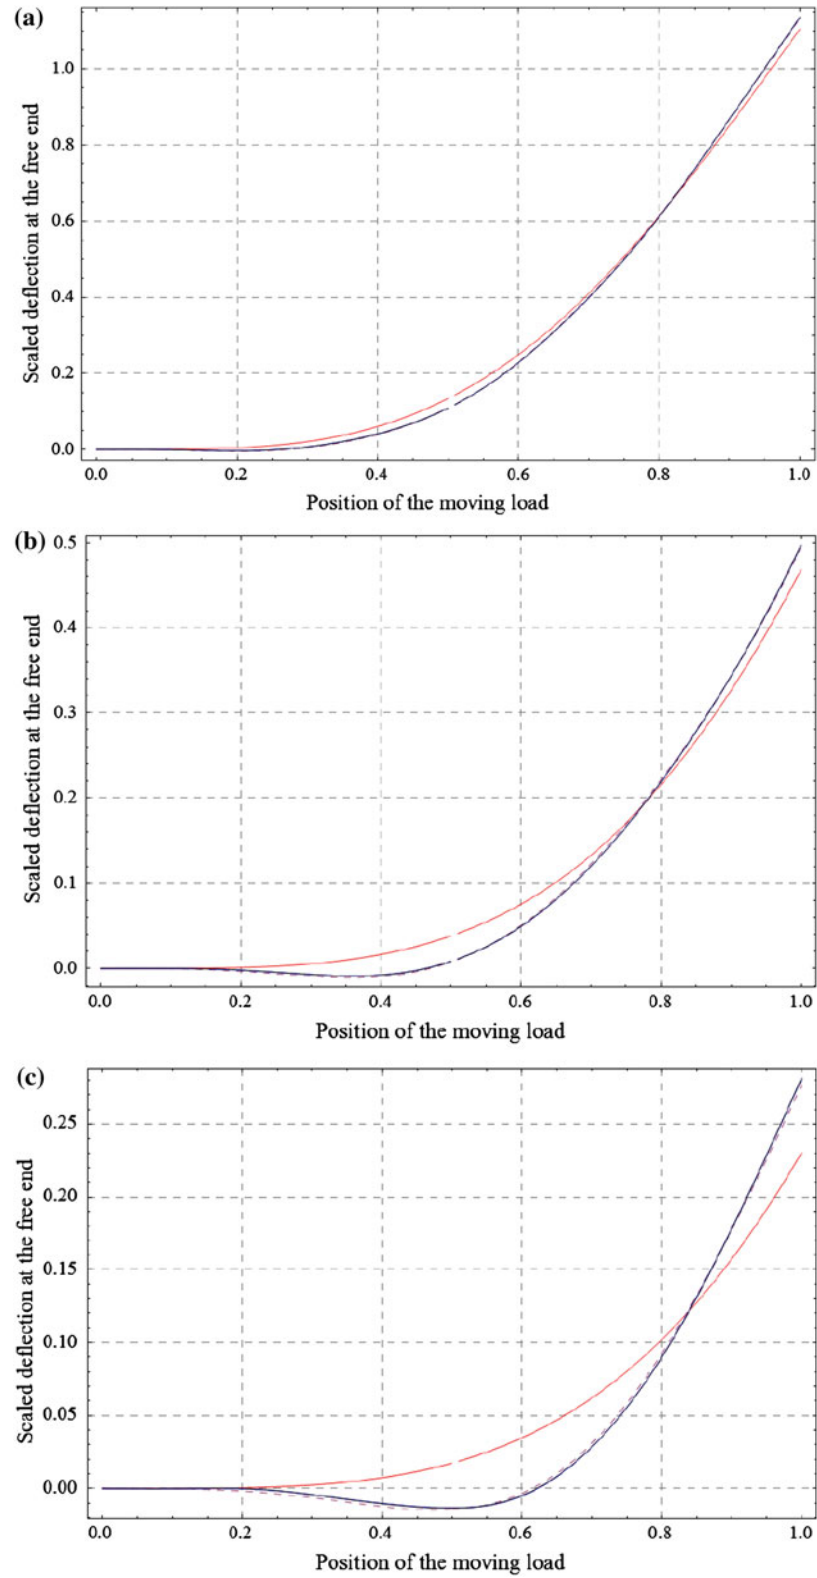 (a)
Scaled deflection at the free end
1.0
0.8
0.6
0.4
0.2
0.0
0.0 0.2 0.4 0.6 0.8 1.0
Position of the moving load
(b)
Scaled deflection at the free end
0.5
0.4
0.3
0.2
0.1
0.0
0.0 0.2 0.4 0.6 0.8 1.0
Position of the moving load
(c)
Scaled deflection at the free end
0.25
0.20
0.15
0.10
0.05
0.00
0.0 0.2 0.4 0.6 0.8 1.0
Position of the moving load